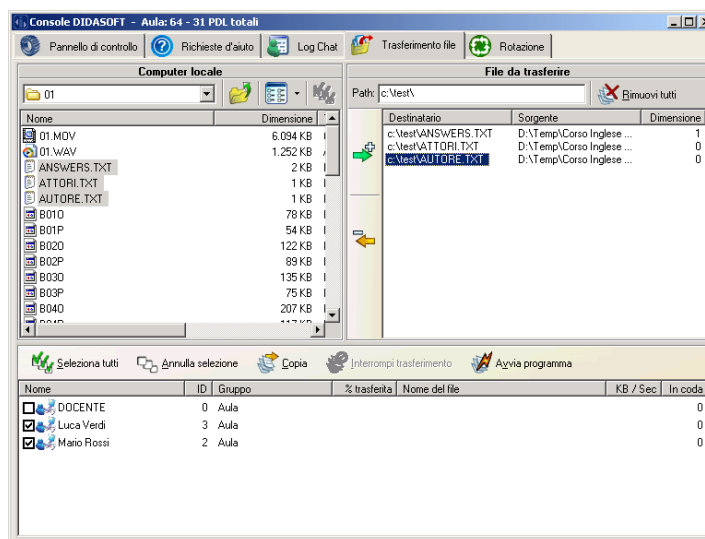 Console DIDASOFT - Aula: 64 - 31 PDL totali
Pannello di controllo Richieste d'aiuto Log Chat Trasferimento file Rotazione
Computer locale File da trasferire
01 Path: c:\test\ Rimuovi tutti
Nome Dimensione Destinatario Sorgente Dimensione
01.MOV 6.094 KB c:\test\ANSWERS.TXT D:\Temp\Corso Inglese ... 1
01.WAV 1.252 KB c:\test\ATTORI.TXT D:\Temp\Corso Inglese ... 0
ANSWERS.TXT 2 KB c:\test\AUTORE.TXT D:\Temp\Corso Inglese ... 0
ATTORI.TXT 1 KB
AUTORE.TXT 1 KB
B01O 78 KB
B01P 54 KB
B02O 122 KB
B02P 89 KB
B03O 135 KB
B03P 75 KB
B04O 207 KB
Seleziona tutti Annulla selezione Copia Interrompi trasferimento Avvia programma
Nome ID Gruppo % trasferita Nome del file KB / Sec In coda
DOCENTE 0 Aula 0
Luca Verdi 3 Aula 0
Mario Rossi 2 Aula 0